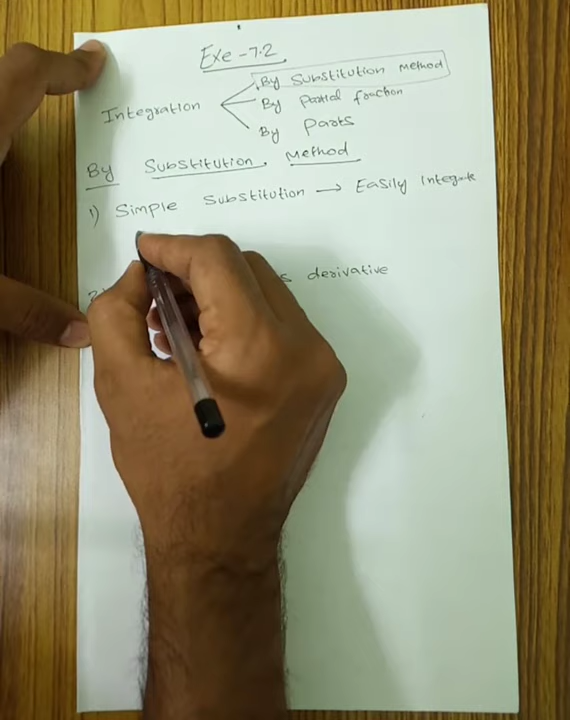 Exe - 7.2
By Substitution Method
Integration
By Partial fraction
By Parts
By Substitution Method
1) Simple Substitution → Easily Integrate
derivative